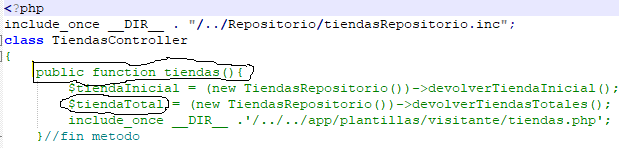 <?php
include_once __DIR__ . "/../Repositorio/tiendasRepositorio.inc";
class TiendasController
{
public function tiendas(){
$tiendaInicial = (new TiendasRepositorio())->devolverTiendaInicial();
$tiendaTotal = (new TiendasRepositorio())->devolverTiendasTotales();
include_once __DIR__ .'/../../app/plantillas/visitante/tiendas.php';
}//fin metodo